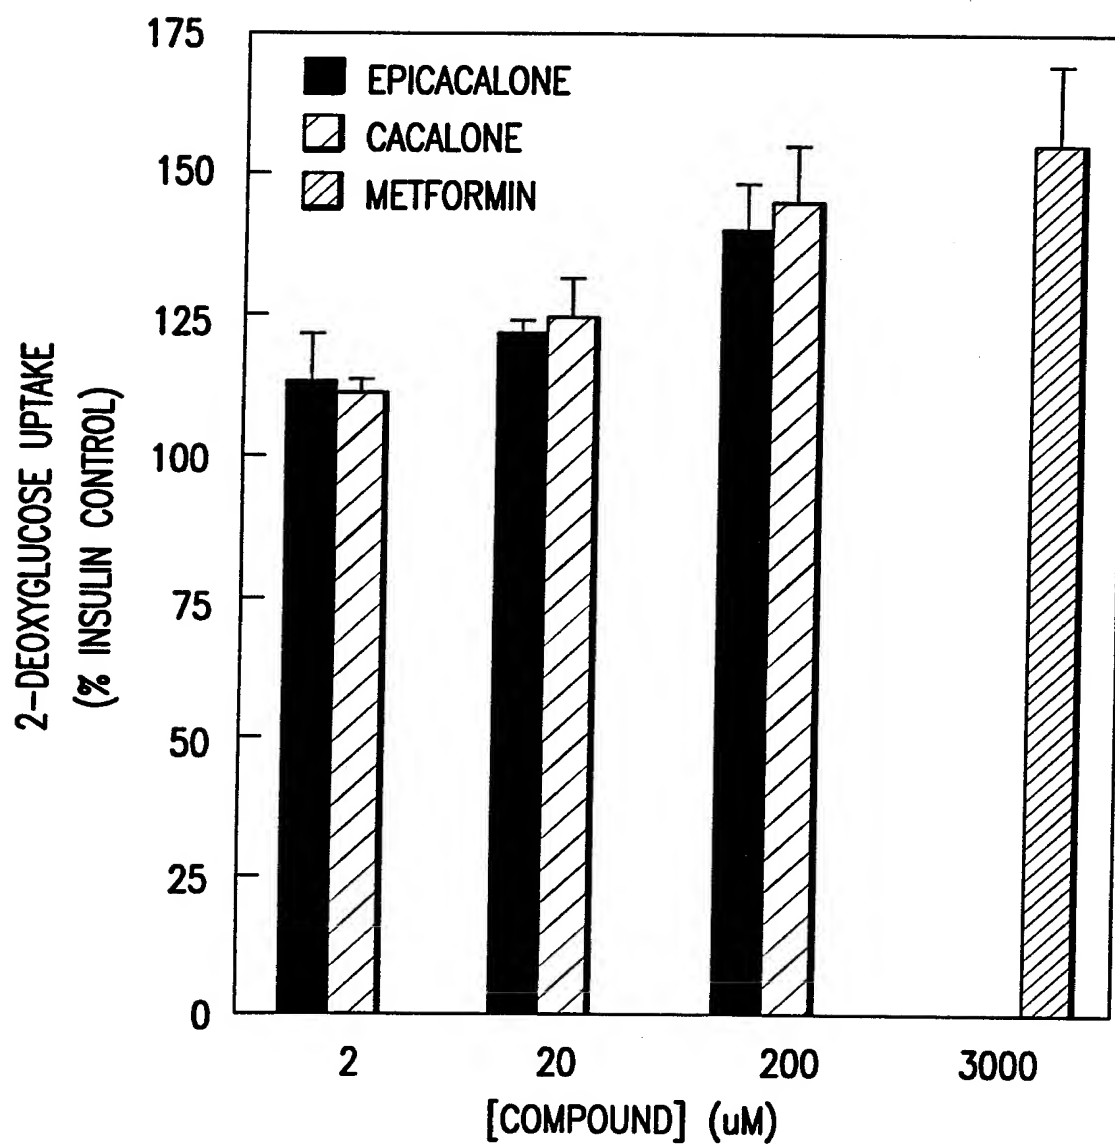 175
150
125
100
75
50
25
0
2-DEOXYGLUCOSE UPTAKE
(% INSULIN CONTROL)
EPICACALONE
CACALONE
METFORMIN
2 20 200 3000
[COMPOUND] (uM)